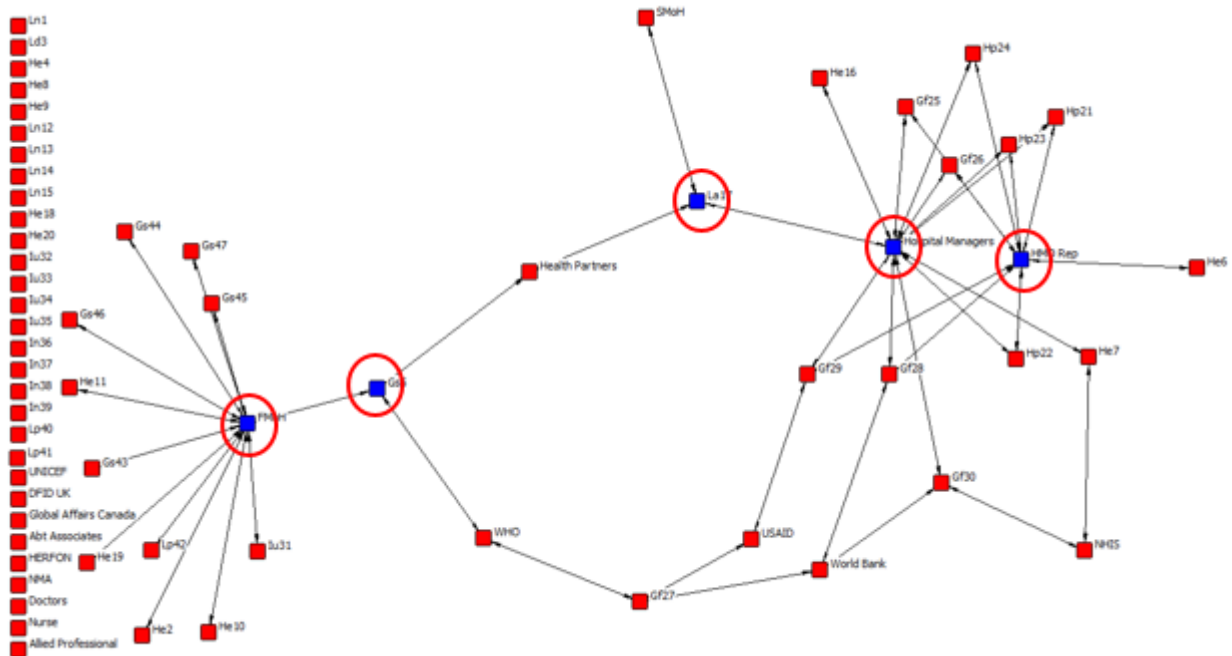 Ln1
Ld3
He4
He8
He9
Ln12
Ln13
Ln14
Ln15
He18
He20
Iu32
Iu33
Iu34
Iu35
In36
In37
In38
In39
Lp40
Lp41
UNICEF
DFID UK
Global Affairs Canada
Abt Associates
HERFON
NMA
Doctors
Nurse
Allied Professional
SMoH
Hp24
He16
Gf25
Hp21
Hp23
Gf26
La17
Gs44
Gs47
Hospital Managers
HMO Rep
Health Partners
He6
Gs45
Gs46
Hp22
He7
Gf29
Gf28
He11
FMoH
Gs43
Gf30
WHO
USAID
NHIS
Iu31
Lp42
He19
World Bank
Gf27
He2
He10